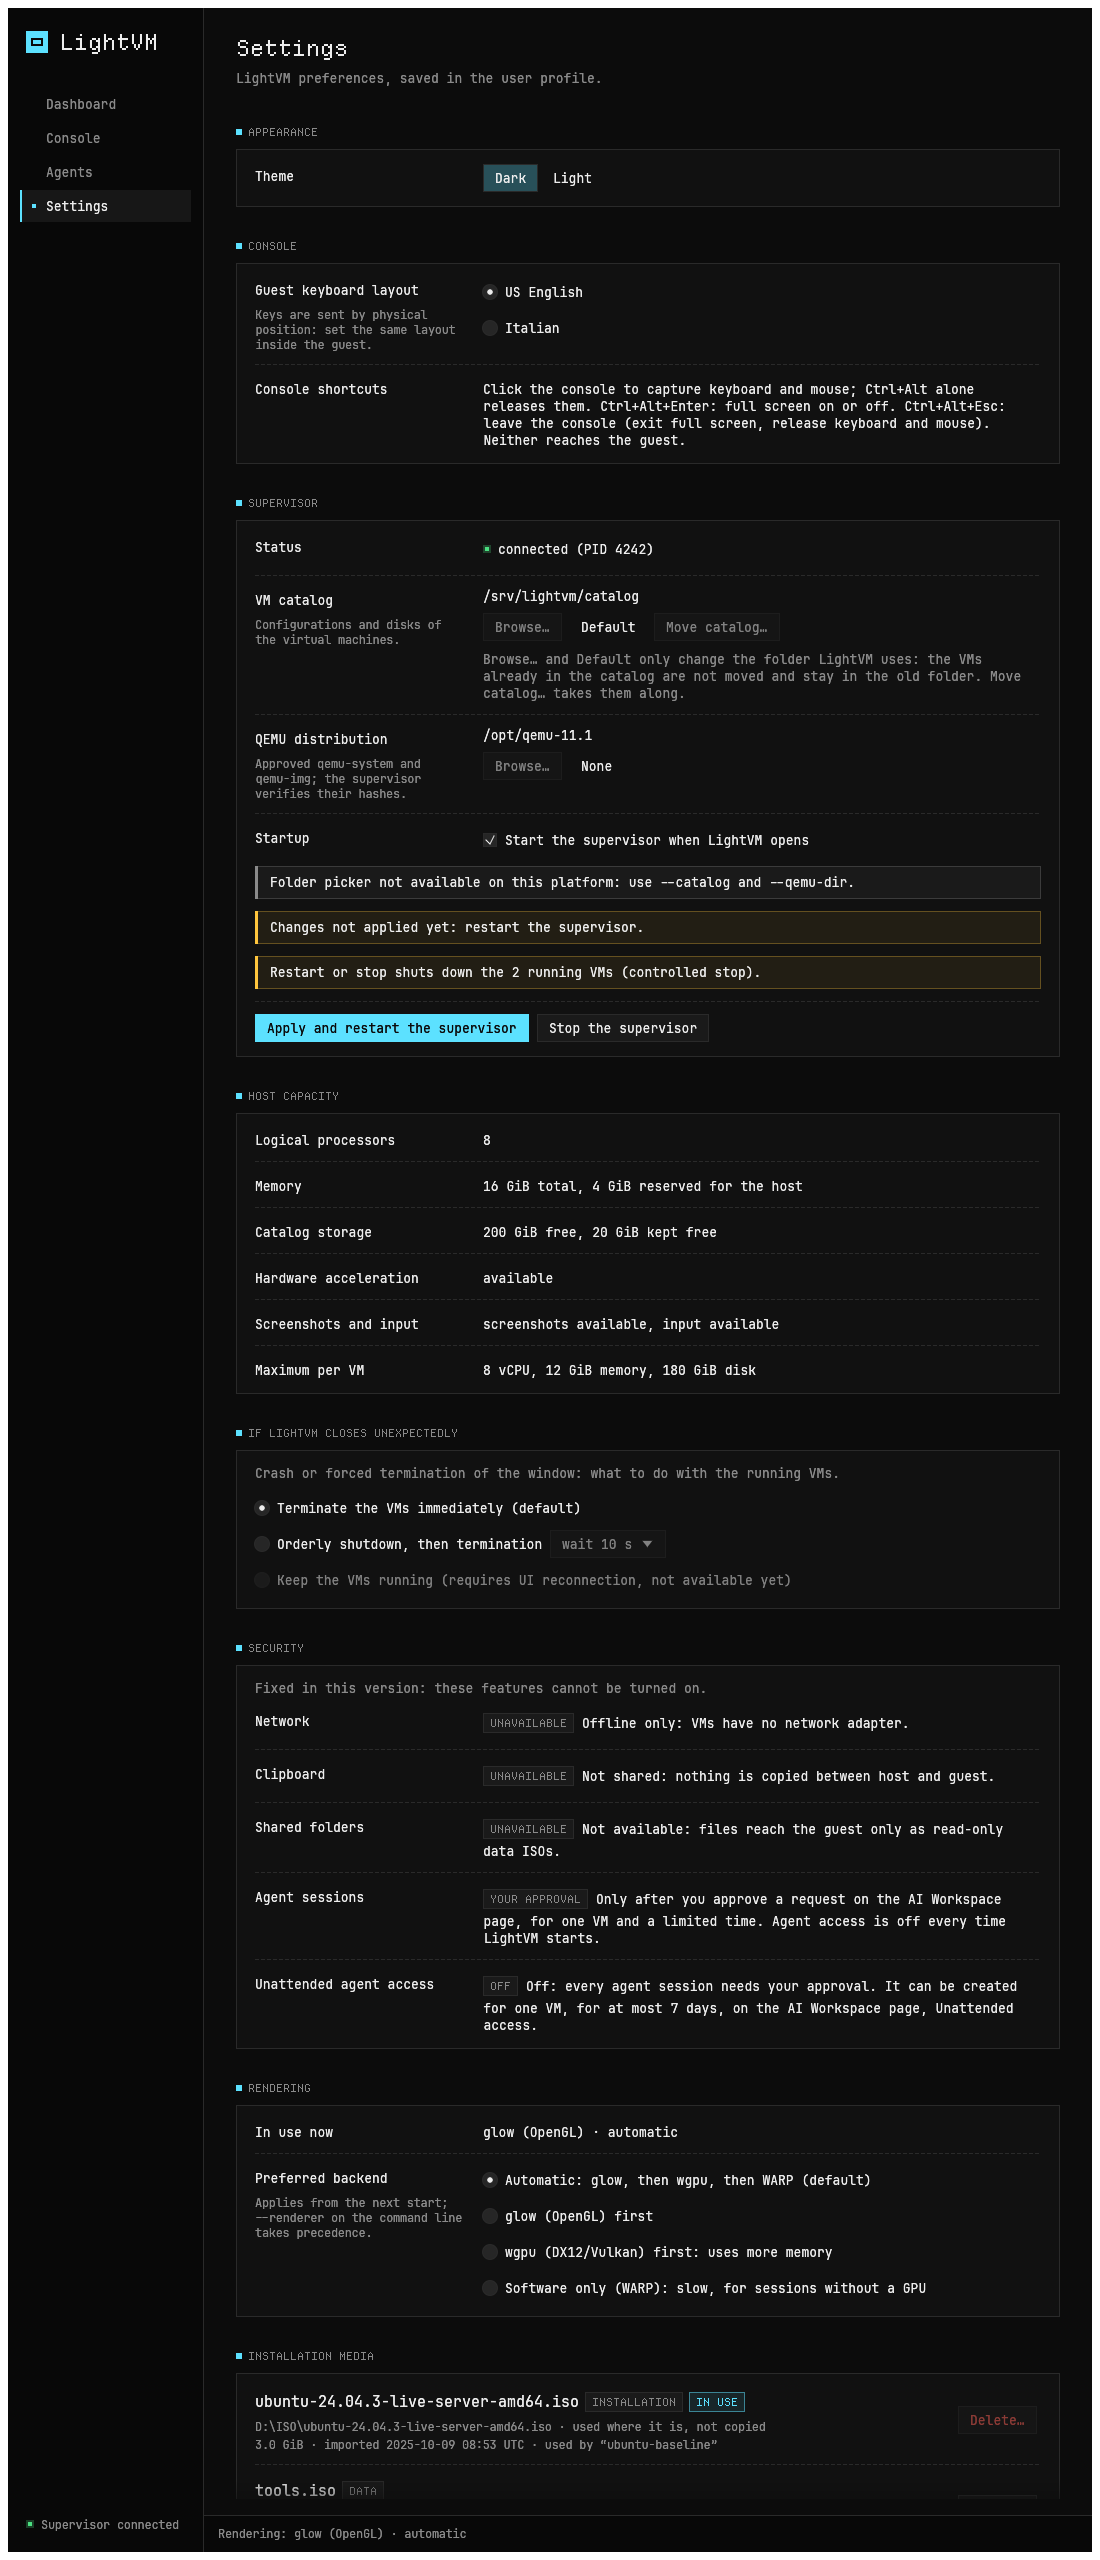 LightVM
Dashboard
Console
Agents
Settings
Supervisor connected
Settings
LightVM preferences, saved in the user profile.
APPEARANCE
Theme
Dark Light
CONSOLE
Guest keyboard layout
Keys are sent by physical
position: set the same layout
inside the guest.
US English
Italian
Console shortcuts
Click the console to capture keyboard and mouse; Ctrl+Alt alone
releases them. Ctrl+Alt+Enter: full screen on or off. Ctrl+Alt+Esc:
leave the console (exit full screen, release keyboard and mouse).
Neither reaches the guest.
SUPERVISOR
Status
connected (PID 4242)
VM catalog
Configurations and disks of
the virtual machines.
/srv/lightvm/catalog
Browse… Default Move catalog…
Browse… and Default only change the folder LightVM uses: the VMs
already in the catalog are not moved and stay in the old folder. Move
catalog… takes them along.
QEMU distribution
Approved qemu-system and
qemu-img; the supervisor
verifies their hashes.
/opt/qemu-11.1
Browse… None
Startup
Start the supervisor when LightVM opens
Folder picker not available on this platform: use --catalog and --qemu-dir.
Changes not applied yet: restart the supervisor.
Restart or stop shuts down the 2 running VMs (controlled stop).
Apply and restart the supervisor Stop the supervisor
HOST CAPACITY
Logical processors 8
Memory 16 GiB total, 4 GiB reserved for the host
Catalog storage 200 GiB free, 20 GiB kept free
Hardware acceleration available
Screenshots and input screenshots available, input available
Maximum per VM 8 vCPU, 12 GiB memory, 180 GiB disk
IF LIGHTVM CLOSES UNEXPECTEDLY
Crash or forced termination of the window: what to do with the running VMs.
Terminate the VMs immediately (default)
Orderly shutdown, then termination wait 10 s
Keep the VMs running (requires UI reconnection, not available yet)
SECURITY
Fixed in this version: these features cannot be turned on.
Network UNAVAILABLE Offline only: VMs have no network adapter.
Clipboard UNAVAILABLE Not shared: nothing is copied between host and guest.
Shared folders UNAVAILABLE Not available: files reach the guest only as read-only
data ISOs.
Agent sessions YOUR APPROVAL Only after you approve a request on the AI Workspace
page, for one VM and a limited time. Agent access is off every time
LightVM starts.
Unattended agent access OFF Off: every agent session needs your approval. It can be created
for one VM, for at most 7 days, on the AI Workspace page, Unattended
access.
RENDERING
In use now glow (OpenGL) · automatic
Preferred backend
Applies from the next start;
--renderer on the command line
takes precedence.
Automatic: glow, then wgpu, then WARP (default)
glow (OpenGL) first
wgpu (DX12/Vulkan) first: uses more memory
Software only (WARP): slow, for sessions without a GPU
INSTALLATION MEDIA
ubuntu-24.04.3-live-server-amd64.iso INSTALLATION IN USE
D:\ISO\ubuntu-24.04.3-live-server-amd64.iso · used where it is, not copied
3.0 GiB · imported 2025-10-09 08:53 UTC · used by “ubuntu-baseline”
Delete…
tools.iso DATA
Rendering: glow (OpenGL) · automatic